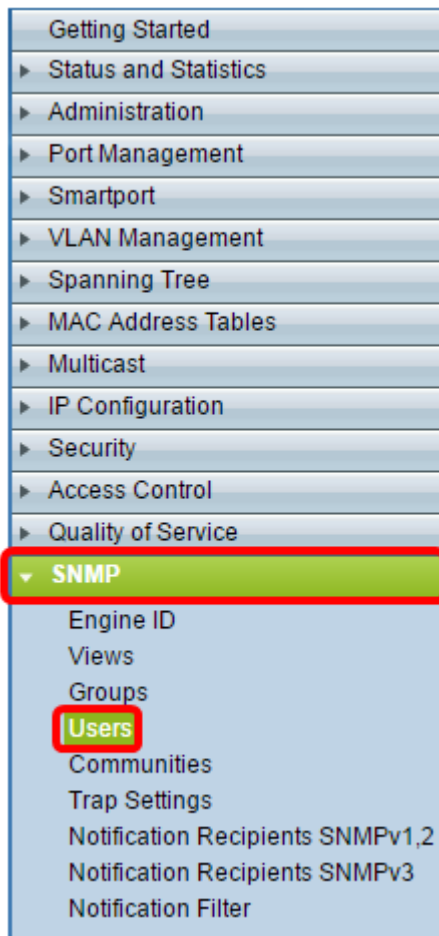 Getting Started
Status and Statistics
Administration
Port Management
Smartport
VLAN Management
Spanning Tree
MAC Address Tables
Multicast
IP Configuration
Security
Access Control
Quality of Service
SNMP
Engine ID
Views
Groups
Users
Communities
Trap Settings
Notification Recipients SNMPv1,2
Notification Recipients SNMPv3
Notification Filter